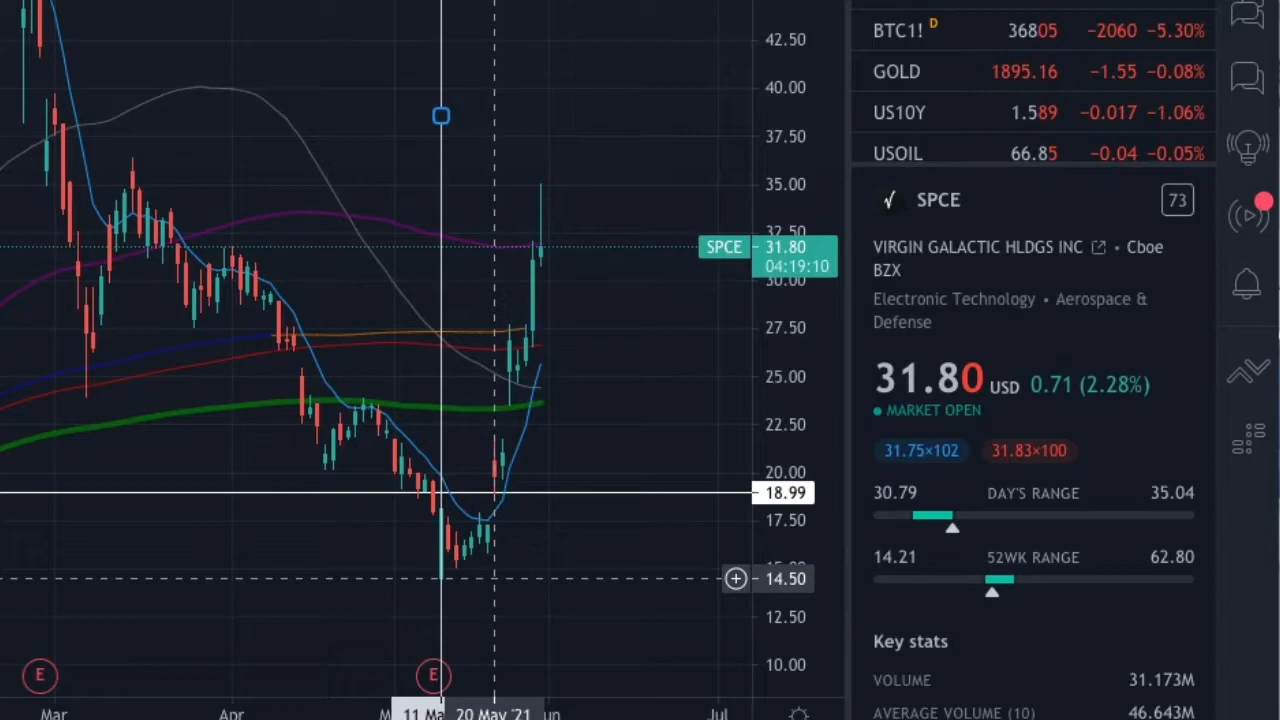 42.50
40.00
37.50
35.00
32.50
SPCE
31.80
04:19:10
30.00
27.50
25.00
22.50
20.00
18.99
17.50
14.50
12.50
10.00
E
E
Mar
Apr
20 May '21
Jul
BTC1! D
36805 −2060 −5.30%
GOLD 1895.16 −1.55 −0.08%
US10Y 1.589 −0.017 −1.06%
USOIL 66.85 −0.04 −0.05%
SPCE
73
VIRGIN GALACTIC HLDGS INC • Cboe
BZX
Electronic Technology • Aerospace &
Defense
31.80 USD 0.71 (2.28%)
MARKET OPEN
31.75×102 31.83×100
30.79 DAY'S RANGE 35.04
14.21 52WK RANGE 62.80
Key stats
VOLUME 31.173M
AVERAGE VOLUME (10) 46.643M